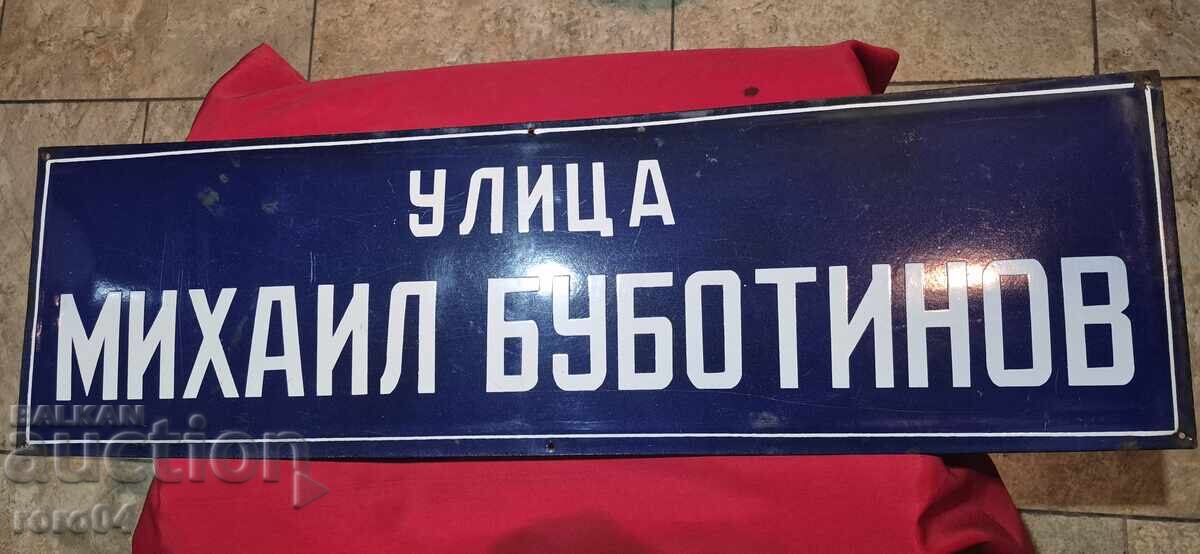 УЛИЦА
МИХАИЛ БУБОТИНОВ
BALKAN
auction
roro04